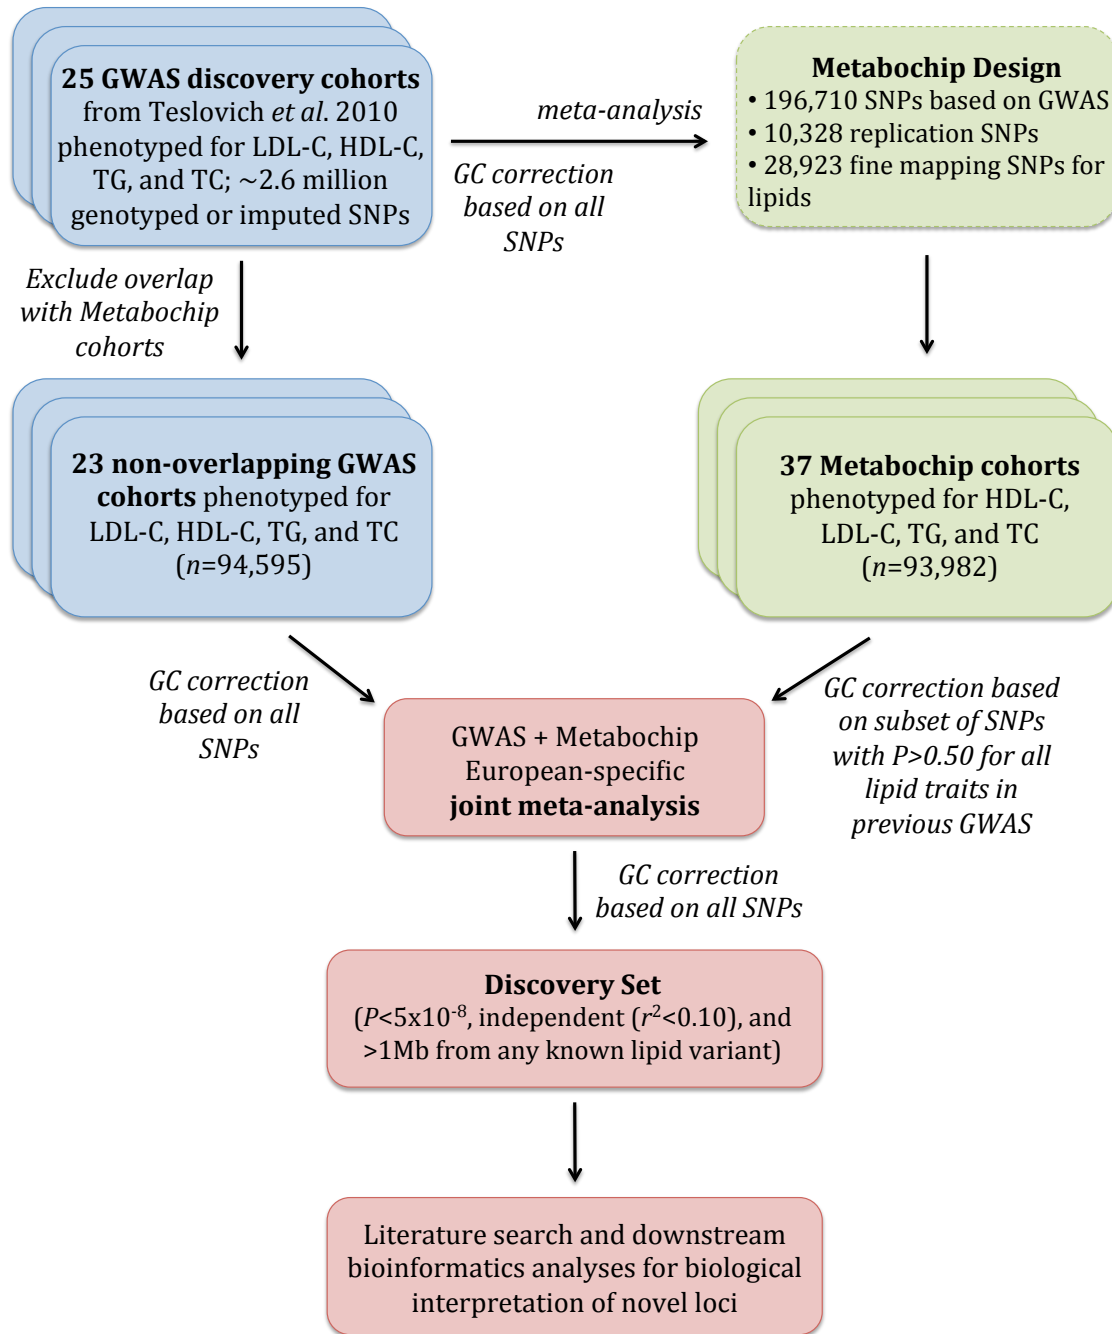 25 GWAS discovery cohorts
from Teslovich et al. 2010
phenotyped for LDL-C, HDL-C,
TG, and TC; ~2.6 million
genotyped or imputed SNPs
meta-analysis
GC correction
based on all
SNPs
Metabochip Design
• 196,710 SNPs based on GWAS
• 10,328 replication SNPs
• 28,923 fine mapping SNPs for
lipids
Exclude overlap
with Metabochip
cohorts
23 non-overlapping GWAS
cohorts phenotyped for
LDL-C, HDL-C, TG, and TC
(n=94,595)
37 Metabochip cohorts
phenotyped for HDL-C,
LDL-C, TG, and TC
(n=93,982)
GC correction
based on all
SNPs
GC correction based
on subset of SNPs
with P>0.50 for all
lipid traits in
previous GWAS
GWAS + Metabochip
European-specific
joint meta-analysis
GC correction
based on all SNPs
Discovery Set
(P<5x10⁻⁸, independent (r²<0.10), and
>1Mb from any known lipid variant)
Literature search and downstream
bioinformatics analyses for biological
interpretation of novel loci